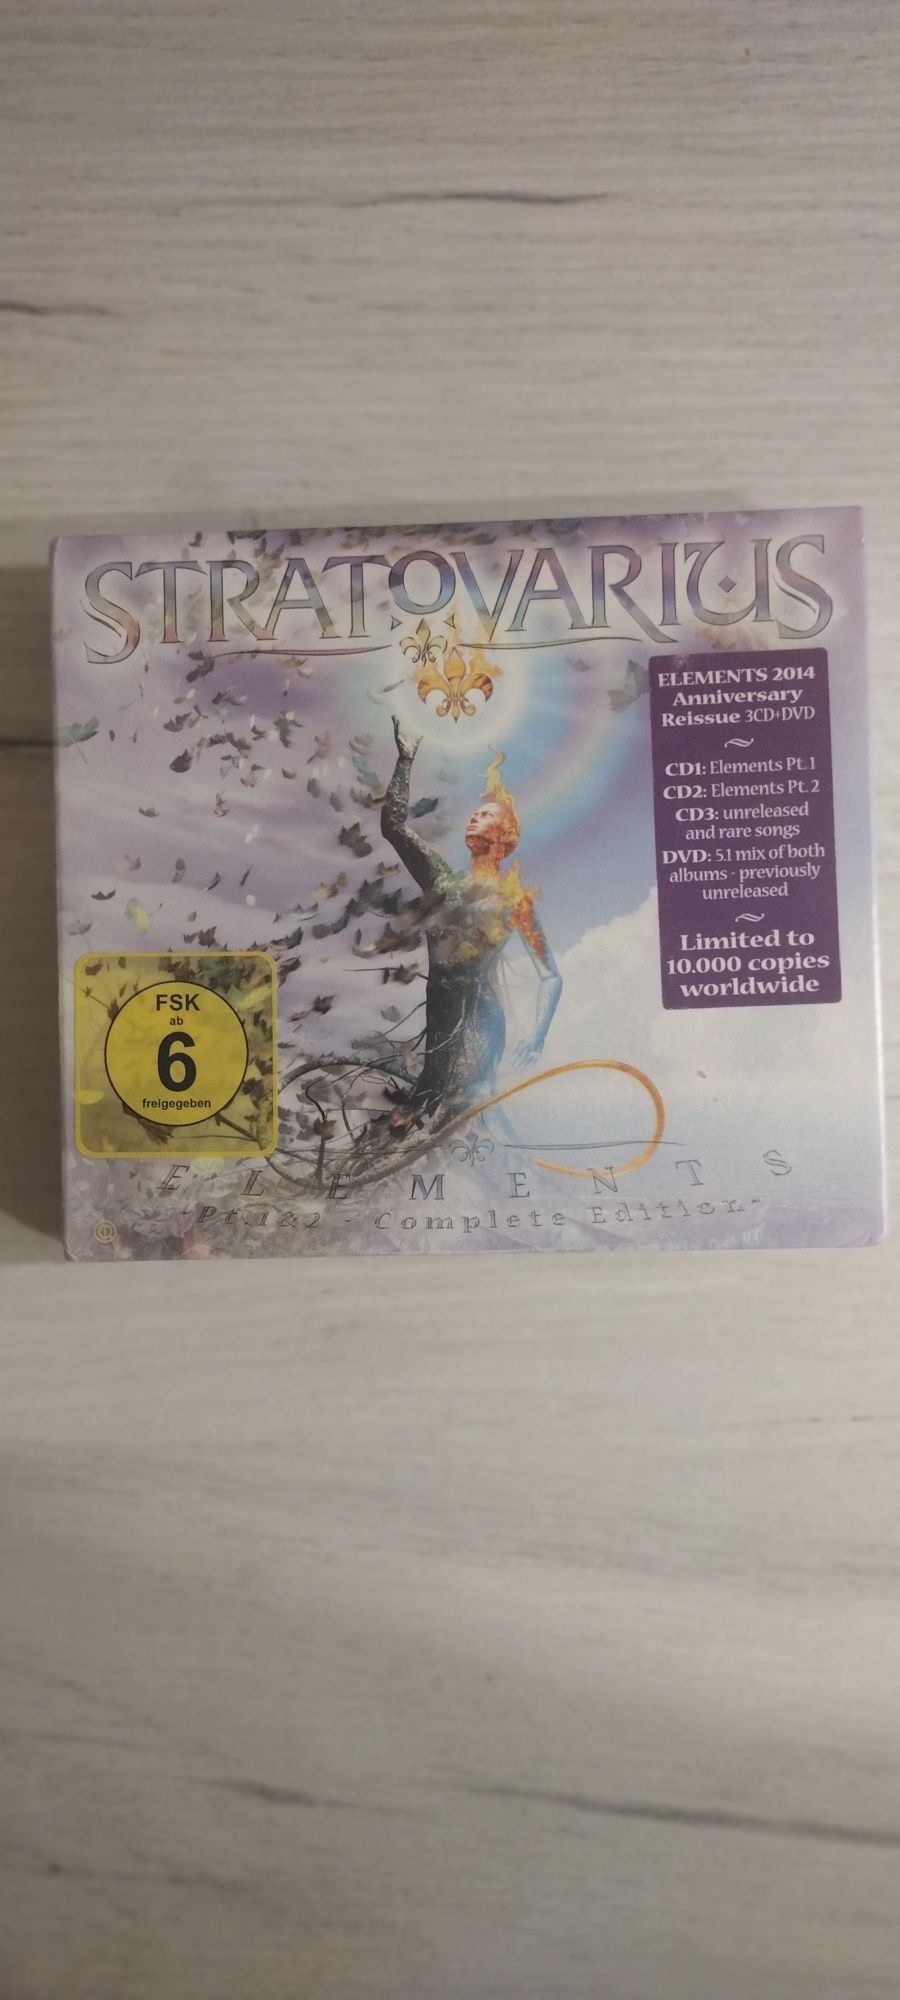 STRATOVARIUS
ELEMENTS 2014
Anniversary
Reissue 3CD+DVD
CD1: Elements Pt.1
CD2: Elements Pt.2
CD3: unreleased
and rare songs
DVD: 5.1 mix of both
albums - previously
unreleased
Limited to
10.000 copies
worldwide
FSK
ab
6
freigegeben
ELEMENTS
-Pt.1&2 - Complete Edition-